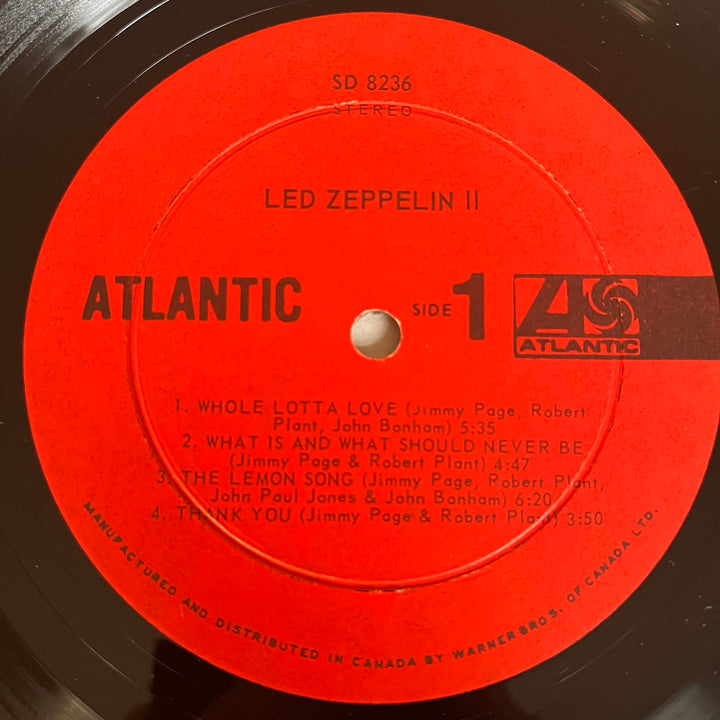 SD 8236
STEREO
LED ZEPPELIN II
ATLANTIC SIDE 1 ATLANTIC
1. WHOLE LOTTA LOVE (Jimmy Page, Robert
Plant, John Bonham) 5:35
2. WHAT IS AND WHAT SHOULD NEVER BE
(Jimmy Page & Robert Plant) 4:47
3. THE LEMON SONG (Jimmy Page, Robert Plant,
John Paul Jones & John Bonham) 6:20
4. THANK YOU (Jimmy Page & Robert Plant) 3:50
MANUFACTURED AND DISTRIBUTED IN CANADA BY WARNER BROS. OF CANADA LTD.